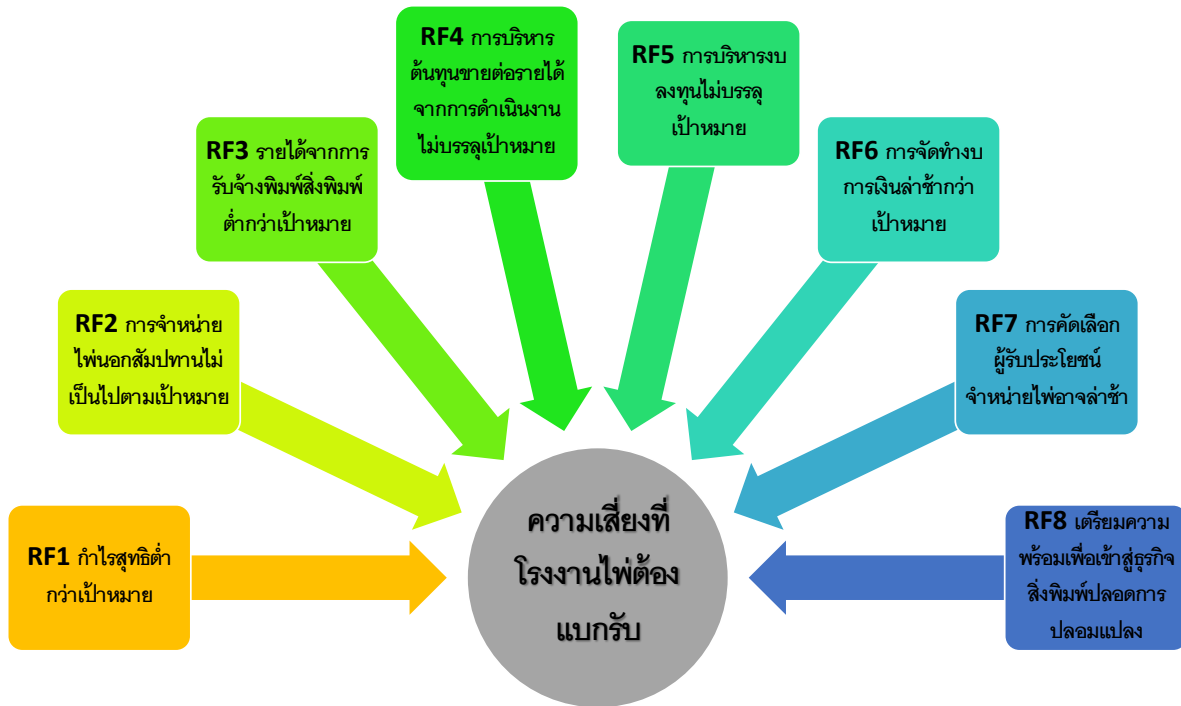 RF1 กำไรสุทธิต่ำ
กว่าเป้าหมาย
RF2 การจำหน่าย
ไพ่นอกสัมปทานไม่
เป็นไปตามเป้าหมาย
RF3 รายได้จากการ
รับจ้างพิมพ์สิ่งพิมพ์
ต่ำกว่าเป้าหมาย
RF4 การบริหาร
ต้นทุนขายต่อรายได้
จากการดำเนินงาน
ไม่บรรลุเป้าหมาย
RF5 การบริหารงบ
ลงทุนไม่บรรลุ
เป้าหมาย
RF6 การจัดทำงบ
การเงินล่าช้ากว่า
เป้าหมาย
RF7 การคัดเลือก
ผู้รับประโยชน์
จำหน่ายไพ่อาจล่าช้า
RF8 เตรียมความ
พร้อมเพื่อเข้าสู่ธุรกิจ
สิ่งพิมพ์ปลอดการ
ปลอมแปลง
ความเสี่ยงที่
โรงงานไพ่ต้อง
แบกรับ